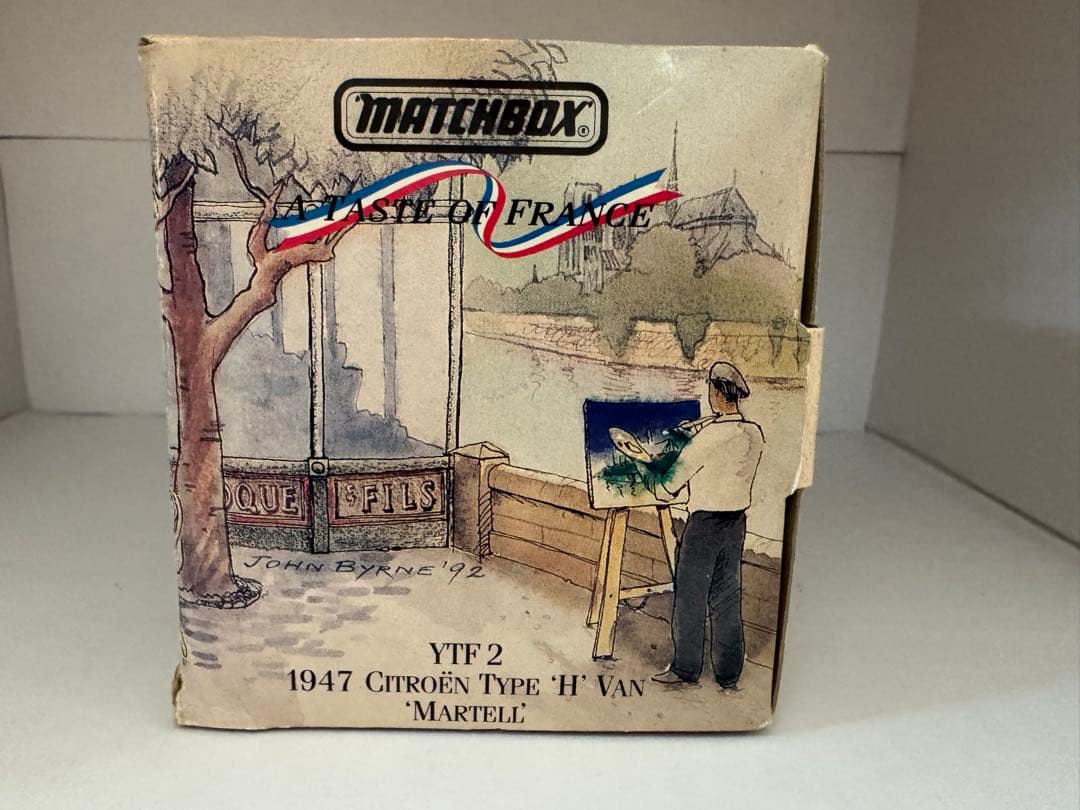 MATCHBOX®
A TASTE OF FRANCE
OQUE & FILS
JOHN BYRNE '92
YTF 2
1947 CITROËN TYPE 'H' VAN
'MARTELL'